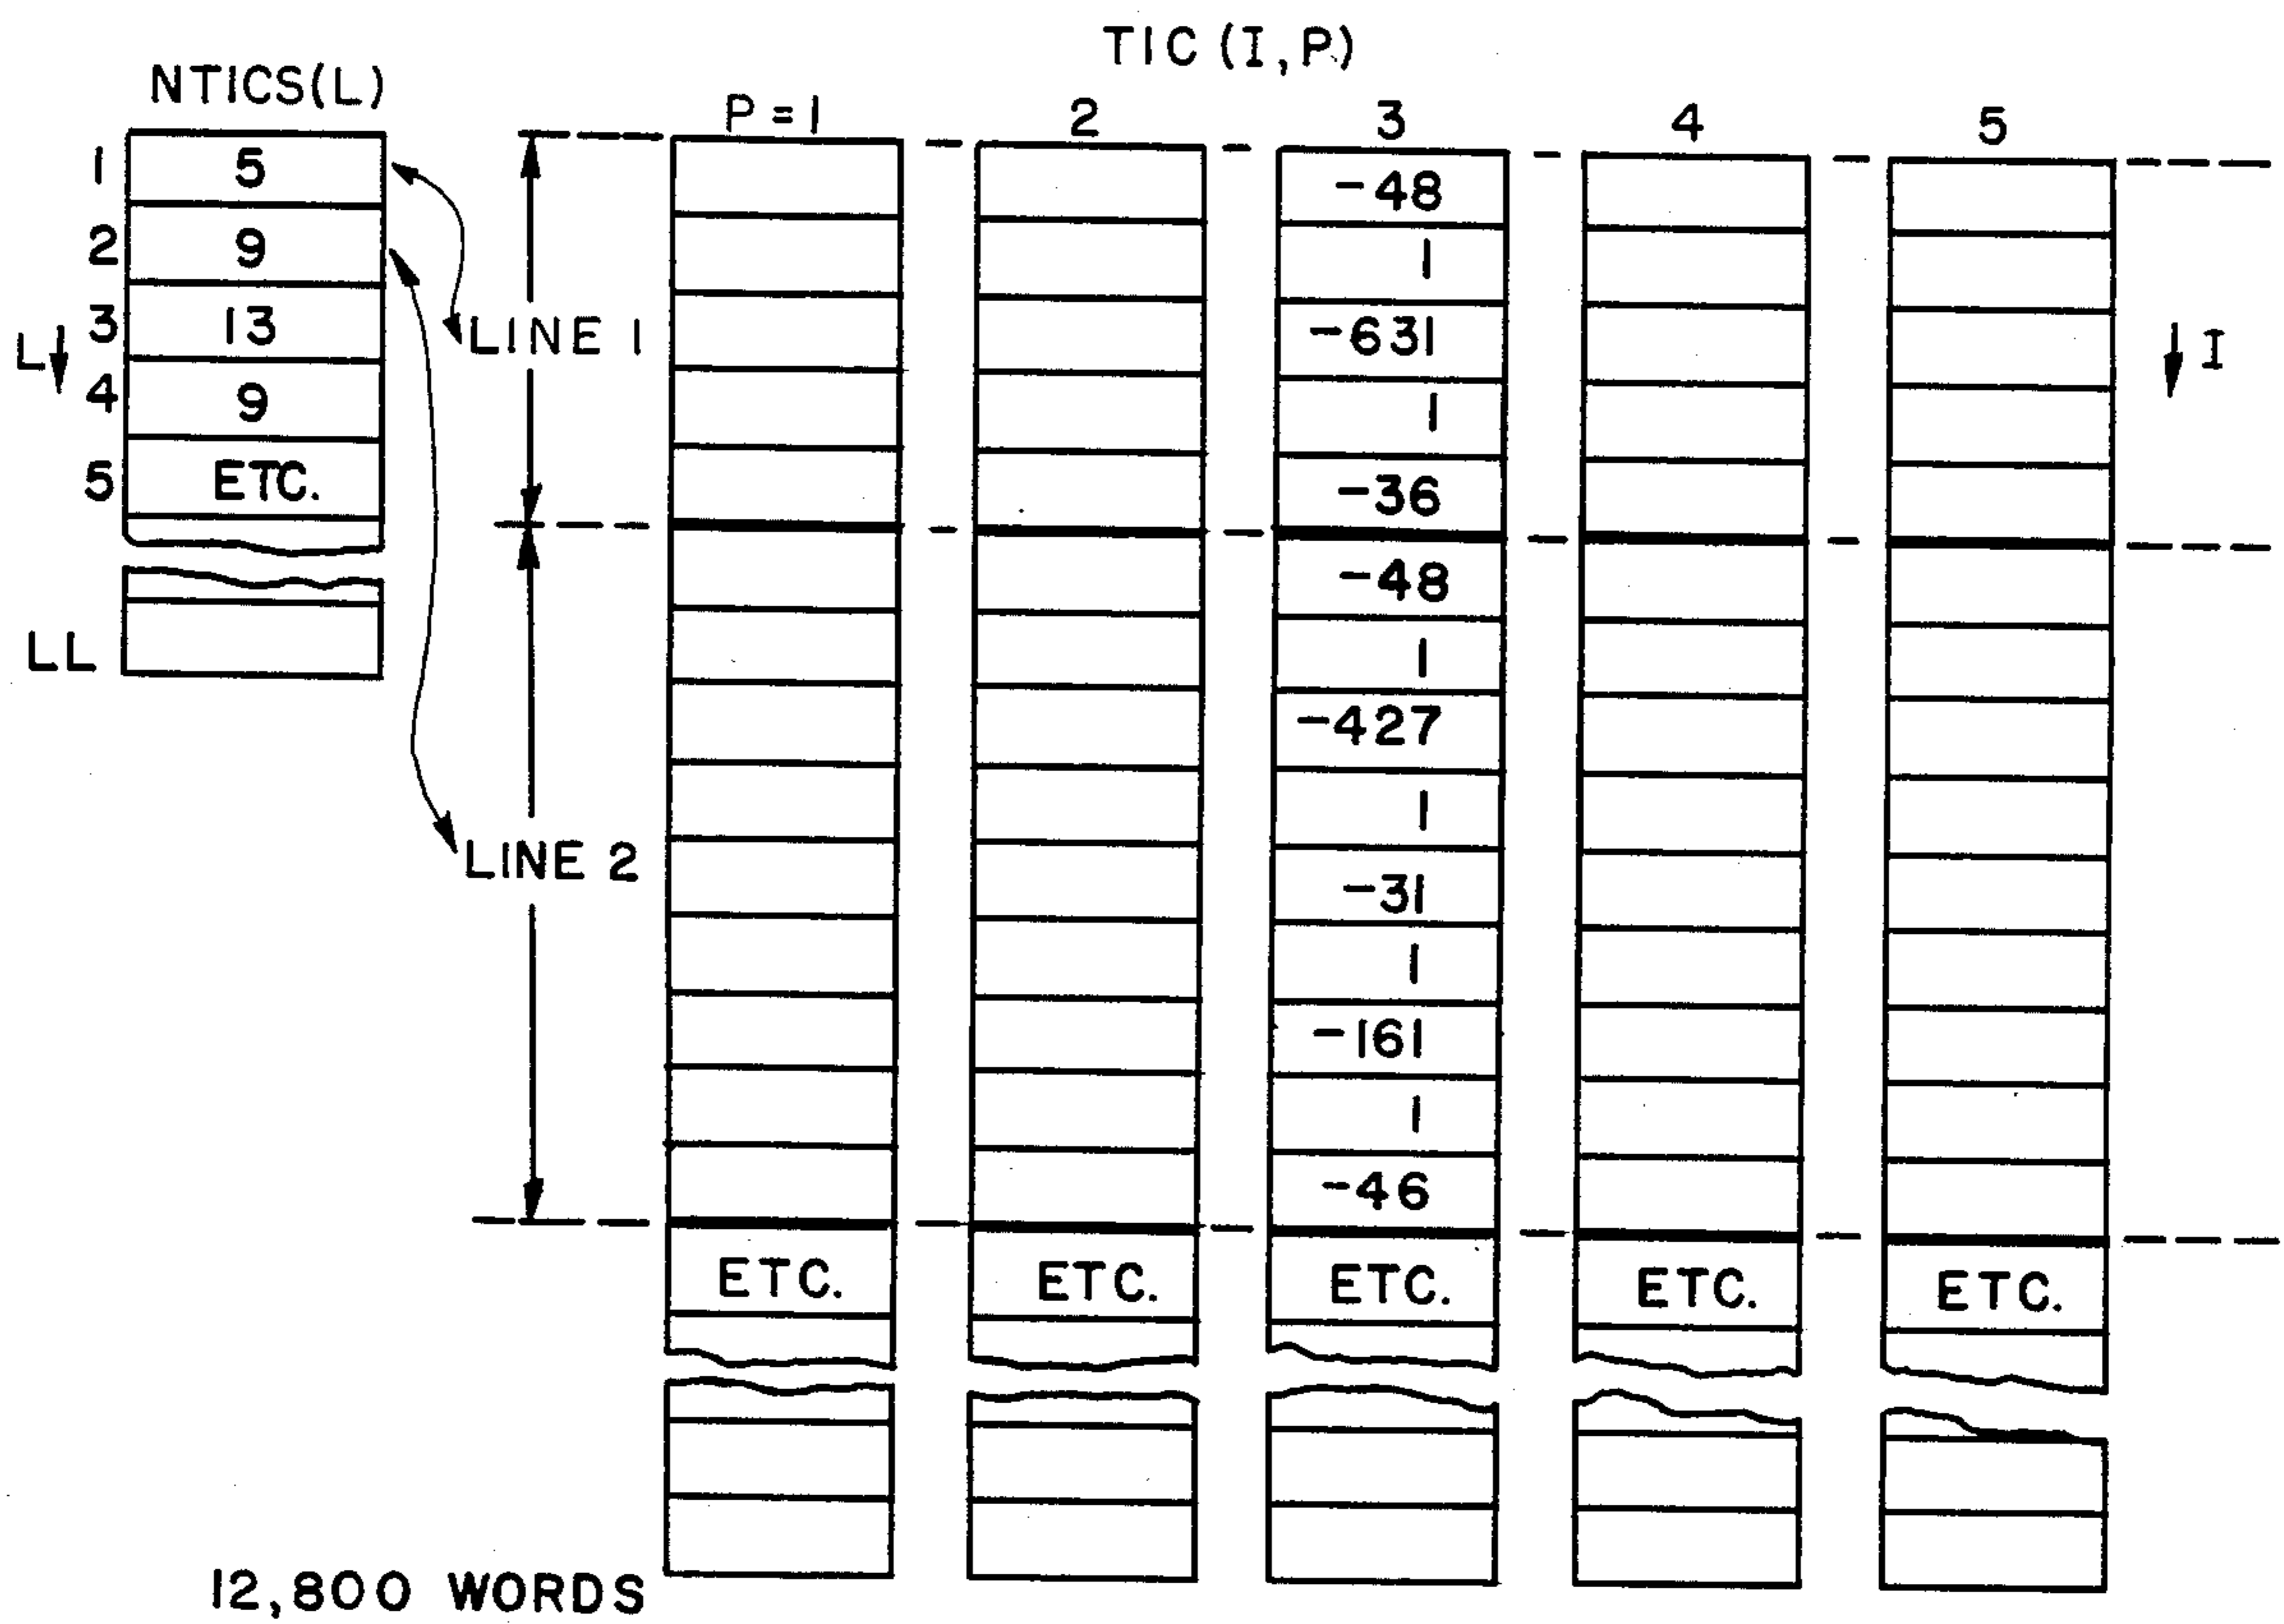 TIC (I, P)
NTICS(L)
P = 1 2 3 4 5
1 5
2 9
3 13
4 9
5 ETC.
LL
L
I
LINE 1
LINE 2
-48
1
-631
1
-36
-48
1
-427
1
-31
1
-161
1
-46
ETC. ETC. ETC. ETC. ETC.
12,800 WORDS